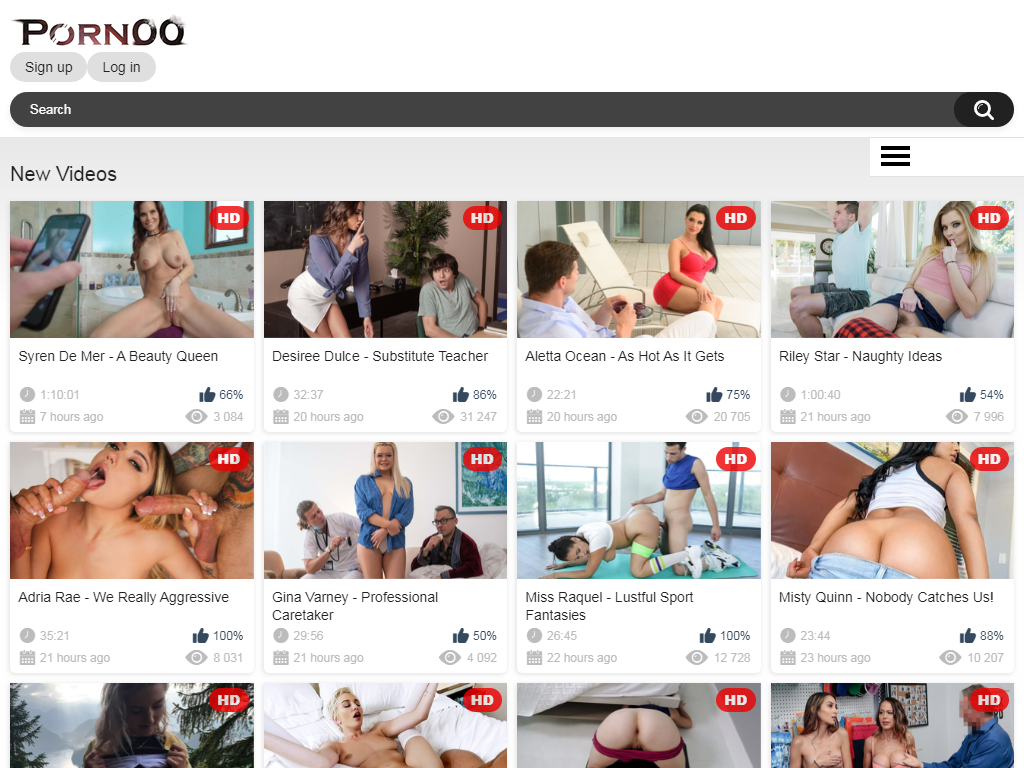 PORNOQ
Sign up
Log in
Search
New Videos
HD
HD
HD
HD
Syren De Mer - A Beauty Queen
Desiree Dulce - Substitute Teacher
Aletta Ocean - As Hot As It Gets
Riley Star - Naughty Ideas
1:10:01
66%
32:37
86%
22:21
75%
1:00:40
54%
7 hours ago
3 084
20 hours ago
31 247
20 hours ago
20 705
21 hours ago
7 996
HD
HD
HD
HD
Adria Rae - We Really Aggressive
Gina Varney - Professional
Caretaker
Miss Raquel - Lustful Sport
Fantasies
Misty Quinn - Nobody Catches Us!
35:21
100%
29:56
50%
26:45
100%
23:44
88%
21 hours ago
8 031
21 hours ago
4 092
22 hours ago
12 728
23 hours ago
10 207
HD
HD
HD
HD